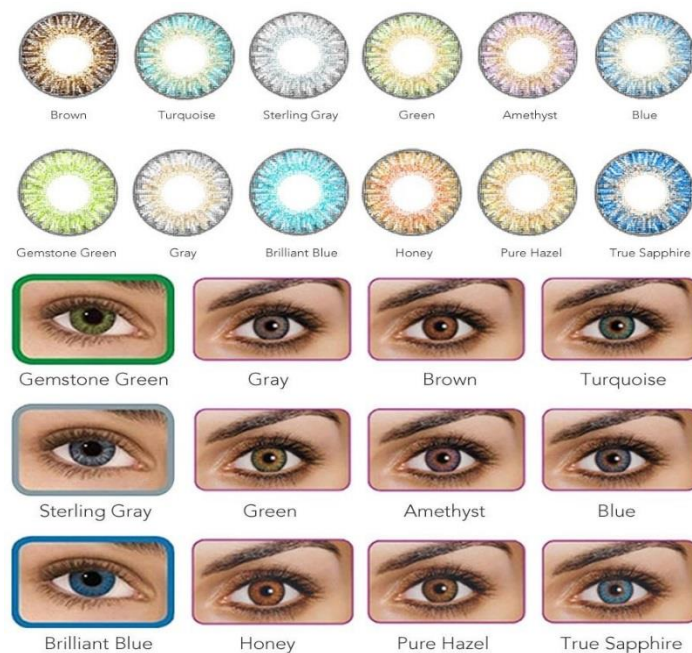 Brown Turquoise Sterling Gray Green Amethyst Blue
Gemstone Green Gray Brilliant Blue Honey Pure Hazel True Sapphire
Gemstone Green Gray Brown Turquoise
Sterling Gray Green Amethyst Blue
Brilliant Blue Honey Pure Hazel True Sapphire